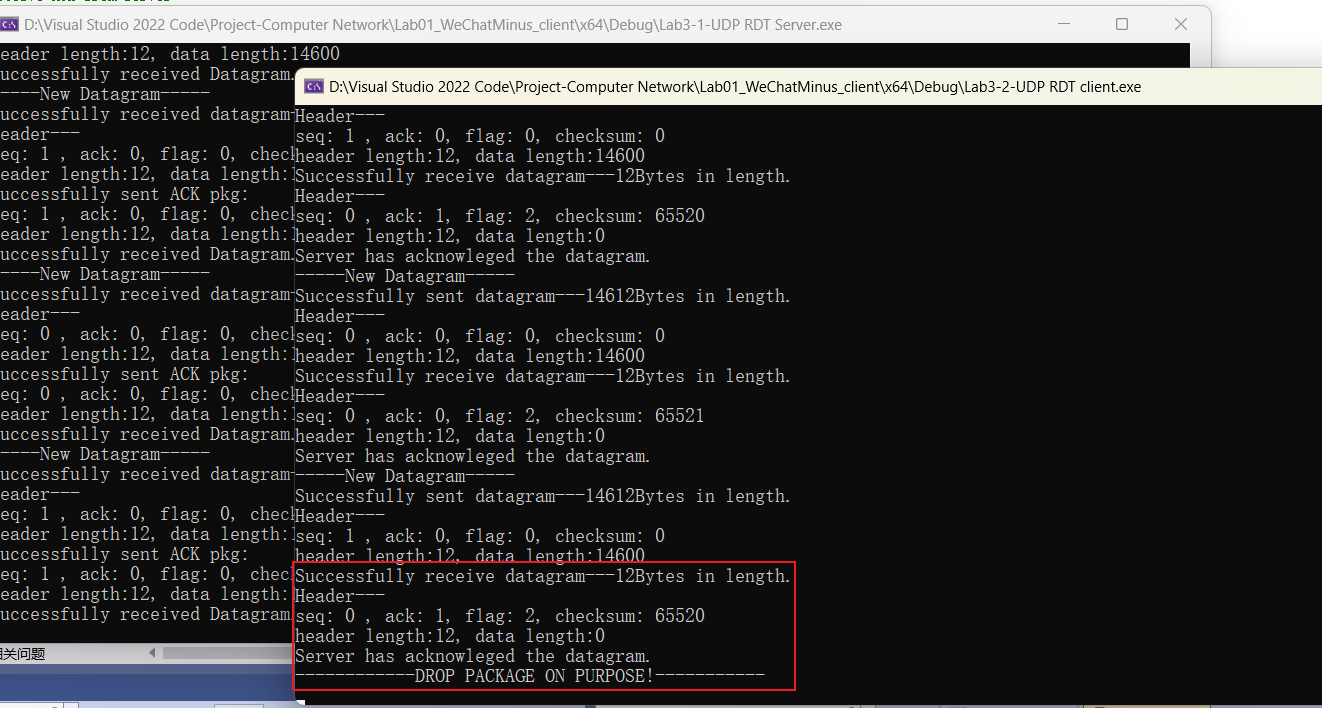 D:\Visual Studio 2022 Code\Project-Computer Network\Lab01_WeChatMinus_client\x64\Debug\Lab3-1-UDP RDT Server.exe
eader length:12, data length:14600
uccessfully received Datagram.
----New Datagram-----
uccessfully received datagram-
eader---
eq: 1 , ack: 0, flag: 0, chec
eader length:12, data length:1
uccessfully sent ACK pkg:
eq: 1 , ack: 0, flag: 0, chec
eader length:12, data length:1
uccessfully received Datagram.
----New Datagram-----
uccessfully received datagram-
eader---
eq: 0 , ack: 0, flag: 0, chec
eader length:12, data length:1
uccessfully sent ACK pkg:
eq: 0 , ack: 0, flag: 0, chec
eader length:12, data length:1
uccessfully received Datagram.
----New Datagram-----
uccessfully received datagram-
eader---
eq: 1 , ack: 0, flag: 0, chec
eader length:12, data length:1
uccessfully sent ACK pkg:
eq: 1 , ack: 0, flag: 0, chec
eader length:12, data length:
uccessfully received Datagram
相关问题
D:\Visual Studio 2022 Code\Project-Computer Network\Lab01_WeChatMinus_client\x64\Debug\Lab3-2-UDP RDT client.exe
Header---
seq: 1 , ack: 0, flag: 0, checksum: 0
header length:12, data length:14600
Successfully receive datagram---12Bytes in length.
Header---
seq: 0 , ack: 1, flag: 2, checksum: 65520
header length:12, data length:0
Server has acknowleged the datagram.
-----New Datagram-----
Successfully sent datagram---14612Bytes in length.
Header---
seq: 0 , ack: 0, flag: 0, checksum: 0
header length:12, data length:14600
Successfully receive datagram---12Bytes in length.
Header---
seq: 0 , ack: 0, flag: 2, checksum: 65521
header length:12, data length:0
Server has acknowleged the datagram.
-----New Datagram-----
Successfully sent datagram---14612Bytes in length.
Header---
seq: 1 , ack: 0, flag: 0, checksum: 0
header length:12, data length:14600
Successfully receive datagram---12Bytes in length.
Header---
seq: 0 , ack: 1, flag: 2, checksum: 65520
header length:12, data length:0
Server has acknowleged the datagram.
------------DROP PACKAGE ON PURPOSE!-----------